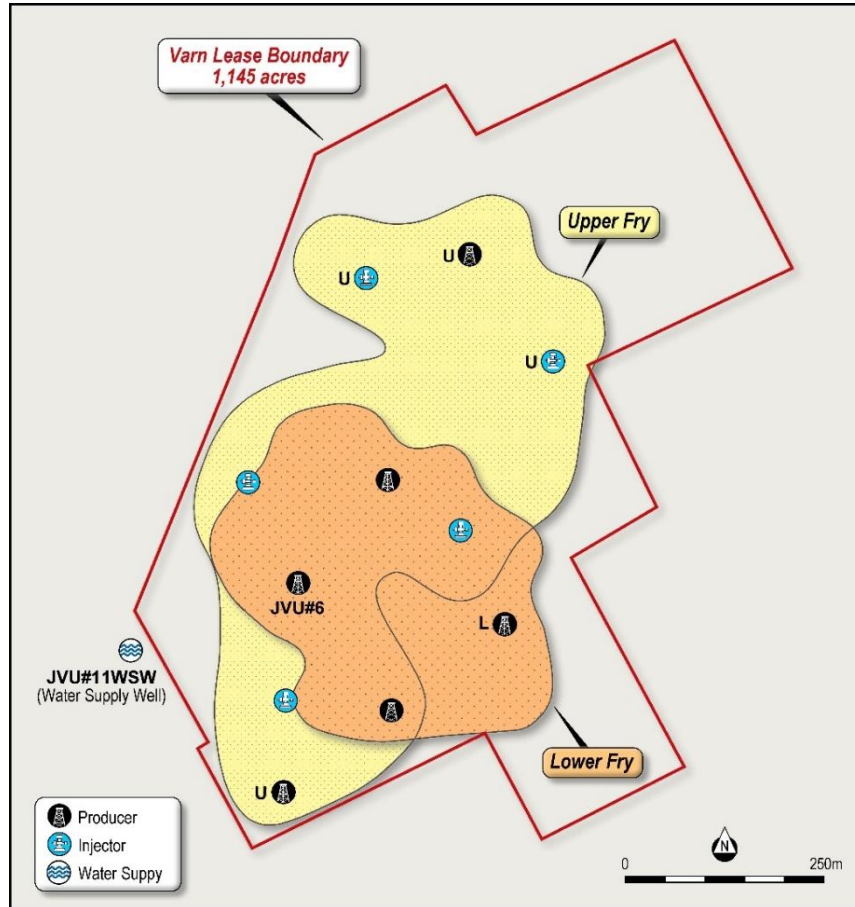 Varn Lease Boundary
1,145 acres
Upper Fry
U
U
U
JVU#6
L
JVU#11WSW
(Water Supply Well)
U
Lower Fry
Producer
Injector
Water Suppy
N
0 250m